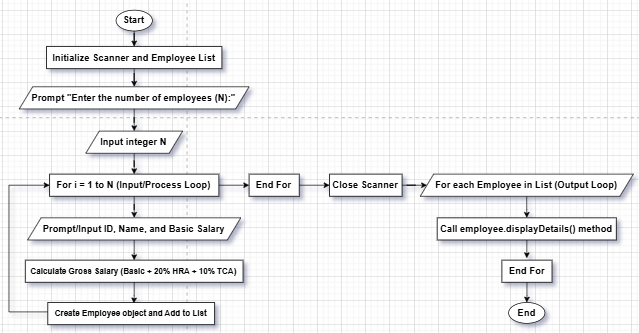 Start
Initialize Scanner and Employee List
Prompt "Enter the number of employees (N):"
Input integer N
For i = 1 to N (Input/Process Loop)
End For
Close Scanner
For each Employee in List (Output Loop)
Prompt/Input ID, Name, and Basic Salary
Call employee.displayDetails() method
Calculate Gross Salary (Basic + 20% HRA + 10% TCA)
End For
Create Employee object and Add to List
End